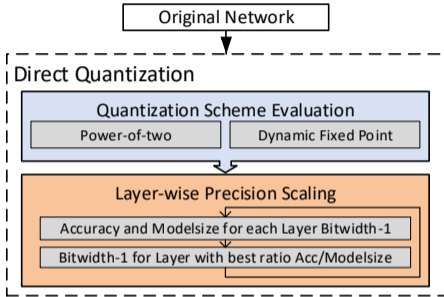 Original Network
Direct Quantization
Quantization Scheme Evaluation
Power-of-two
Dynamic Fixed Point
Layer-wise Precision Scaling
Accuracy and Modelsize for each Layer Bitwidth-1
Bitwidth-1 for Layer with best ratio Acc/Modelsize